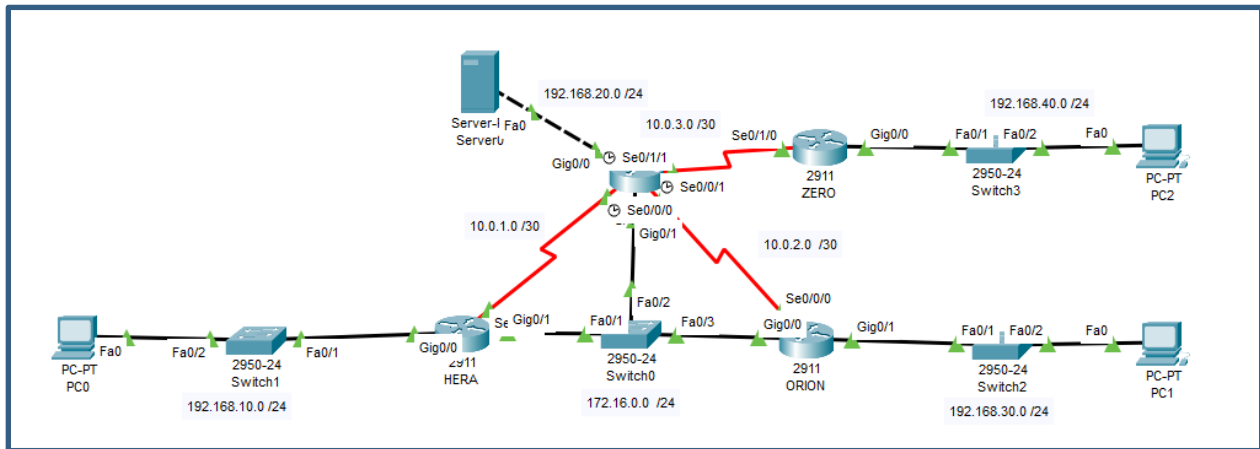 192.168.20.0 /24
Server-
Fa0
Server
Gig0/0
10.0.3.0 /30
Se0/1/1
Se0/0/1
Se0/0/0
Gig0/1
Se0/1/0
Gig0/0
2911
ZERO
192.168.40.0 /24
Fa0/1
Fa0/2
2950-24
Switch3
Fa0
PC-PT
PC2
10.0.1.0 /30
10.0.2.0 /30
Fa0
PC-PT
PC0
Fa0/2
Fa0/1
2950-24
Switch1
192.168.10.0 /24
Gig0/0
Se
2911
HERA
Gig0/1
Fa0/1
Fa0/2
Fa0/3
2950-24
Switch0
172.16.0.0 /24
Se0/0/0
Gig0/0
Gig0/1
2911
ORION
Fa0/1
Fa0/2
2950-24
Switch2
192.168.30.0 /24
Fa0
PC-PT
PC1